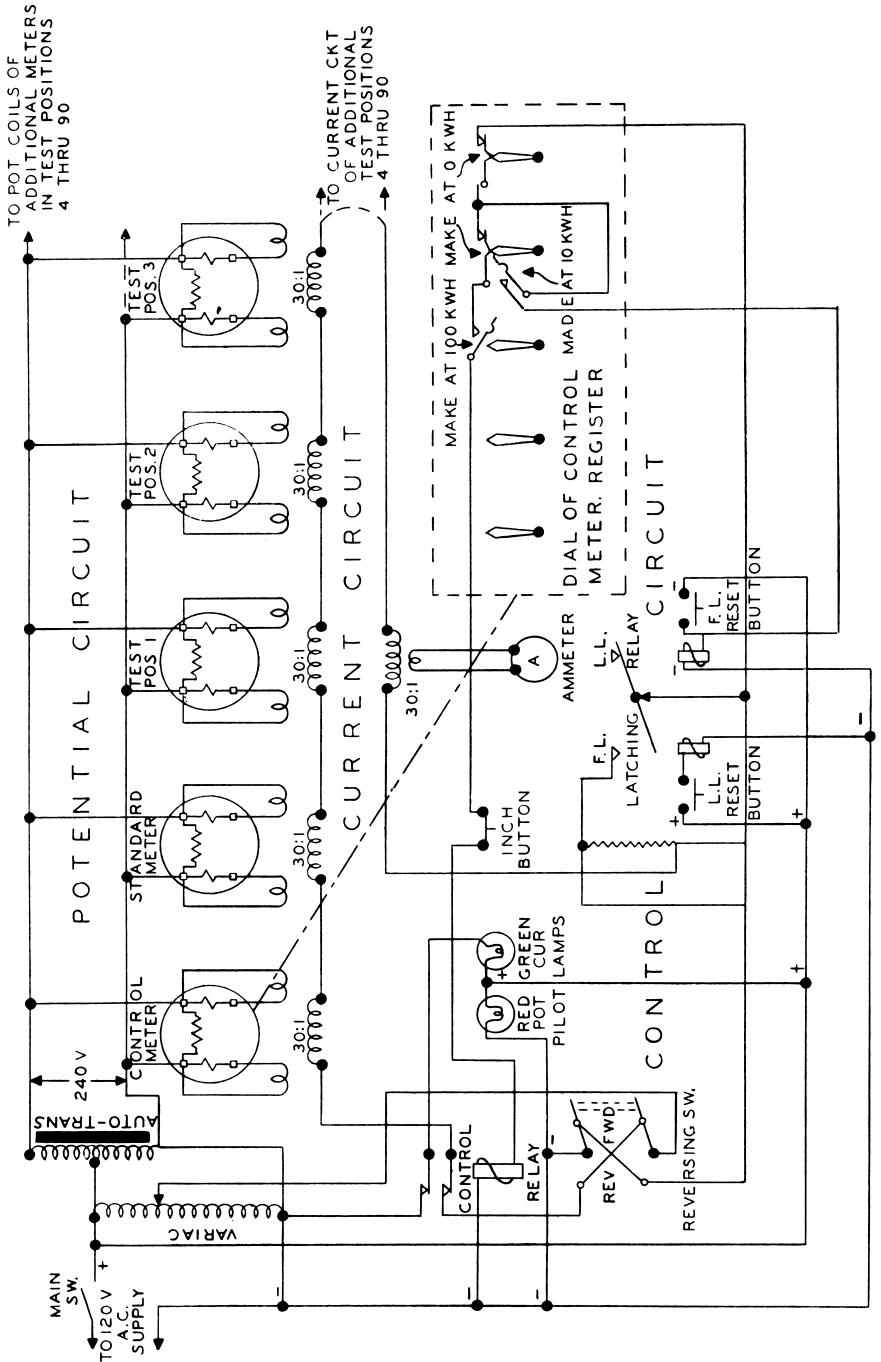 TO POT COILS OF
ADDITIONAL METERS
IN TEST POSITIONS
4 THRU 90
POTENTIAL CIRCUIT
240 V
AUTO-TRANS
CONTROL
METER
STANDARD
METER
TEST
POS 1
TEST
POS.2
TEST
POS.3
30:1
30:1
30:1
30:1
30:1
TO CURRENT CKT
OF ADDITIONAL
TEST POSITIONS
4 THRU 90
CURRENT CIRCUIT
30:1
A
AMMETER
MAIN
SW.
TO 120 V
A.C.
SUPPLY
+
-
VARIAC
CONTROL
RELAY
-
-
-
REV
FWD
REVERSING SW.
RED
POT
GREEN
CUR
PILOT LAMPS
+
+
INCH
BUTTON
MAKE AT 100 KWH
MAKE AT 0 KWH
MADE AT 10 KWH
DIAL OF CONTROL
METER. REGISTER
CONTROL CIRCUIT
F.L.
L.L.
LATCHING RELAY
+
L.L.
RESET
BUTTON
+
-
-
F.L.
RESET
BUTTON
-